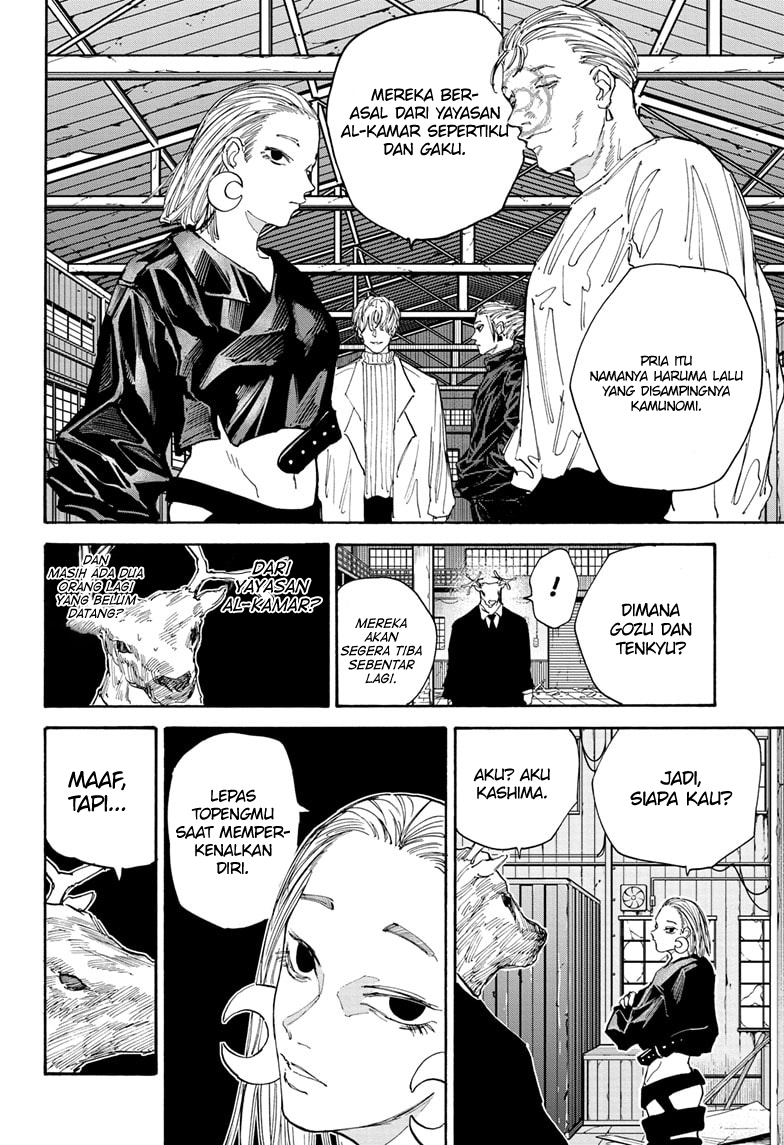 MEREKA BER-
ASAL DARI YAYASAN
AL-KAMAR SEPERTIKU
DAN GAKU.
PRIA ITU
NAMANYA HARUMA LALU
YANG DISAMPINGNYA
KAMUNOMI.
DIMANA
GOZU DAN
TENKYU?
!
MEREKA
AKAN
SEGERA TIBA
SEBENTAR
LAGI.
DARI
YAYASAN
AL-KAMAR?
DAN
MASIH ADA DUA
ORANG LAGI
YANG BELUM
DATANG?
JADI,
SIAPA KAU?
AKU? AKU
KASHIMA.
LEPAS
TOPENGMU
SAAT MEMPER-
KENALKAN
DIRI.
MAAF,
TAPI...